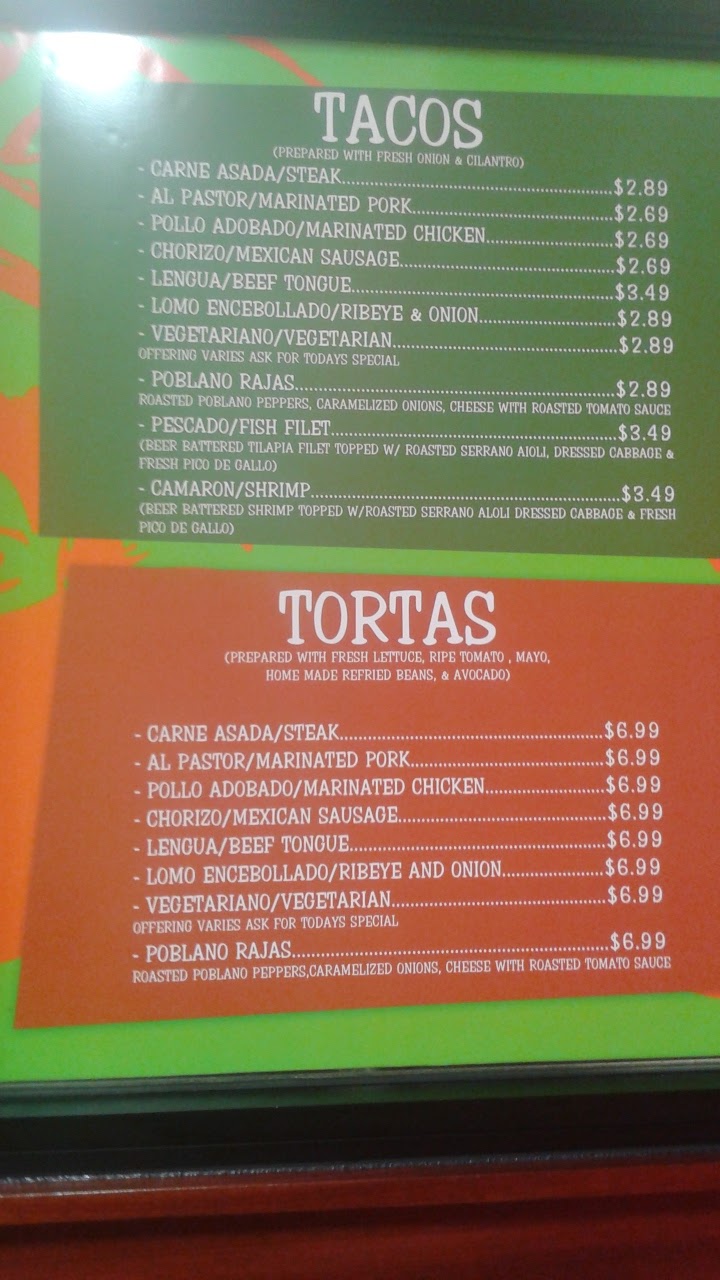 TACOS
(PREPARED WITH FRESH ONION & CILANTRO)
- CARNE ASADA/STEAK...................................................$2.89
- AL PASTOR/MARINATED PORK......................................$2.69
- POLLO ADOBADO/MARINATED CHICKEN........................$2.69
- CHORIZO/MEXICAN SAUSAGE........................................$2.69
- LENGUA/BEEF TONGUE.................................................$3.49
- LOMO ENCEBOLLADO/RIBEYE & ONION.........................$2.89
- VEGETARIANO/VEGETARIAN..........................................$2.89
OFFERING VARIES ASK FOR TODAYS SPECIAL
- POBLANO RAJAS............................................................$2.89
ROASTED POBLANO PEPPERS, CARAMELIZED ONIONS, CHEESE WITH ROASTED TOMATO SAUCE
- PESCADO/FISH FILET......................................................$3.49
(BEER BATTERED TILAPIA FILET TOPPED W/ ROASTED SERRANO AIOLI, DRESSED CABBAGE &
FRESH PICO DE GALLO)
- CAMARON/SHRIMP..........................................................$3.49
(BEER BATTERED SHRIMP TOPPED W/ROASTED SERRANO ALOLI DRESSED CABBAGE & FRESH
PICO DE GALLO)
TORTAS
(PREPARED WITH FRESH LETTUCE, RIPE TOMATO , MAYO,
HOME MADE REFRIED BEANS, & AVOCADO)
- CARNE ASADA/STEAK..................................................$6.99
- AL PASTOR/MARINATED PORK.....................................$6.99
- POLLO ADOBADO/MARINATED CHICKEN.......................$6.99
- CHORIZO/MEXICAN SAUSAGE.......................................$6.99
- LENGUA/BEEF TONGUE................................................$6.99
- LOMO ENCEBOLLADO/RIBEYE AND ONION....................$6.99
- VEGETARIANO/VEGETARIAN.........................................$6.99
OFFERING VARIES ASK FOR TODAYS SPECIAL
- POBLANO RAJAS...........................................................$6.99
ROASTED POBLANO PEPPERS,CARAMELIZED ONIONS, CHEESE WITH ROASTED TOMATO SAUCE